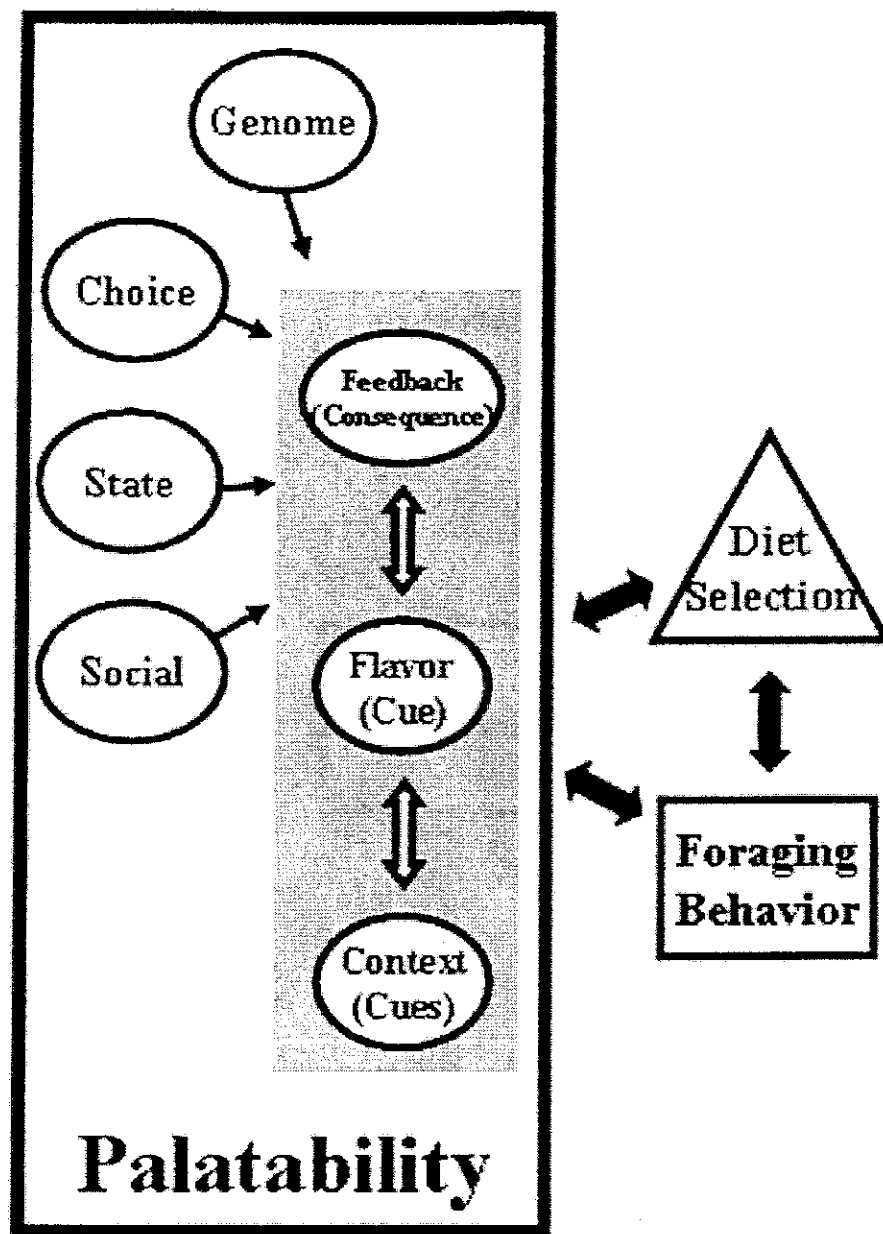 Genome
Choice
Feedback
(Consequence)
State
Social
Flavor
(Cue)
Context
(Cues)
Palatability
Diet
Selection
Foraging
Behavior